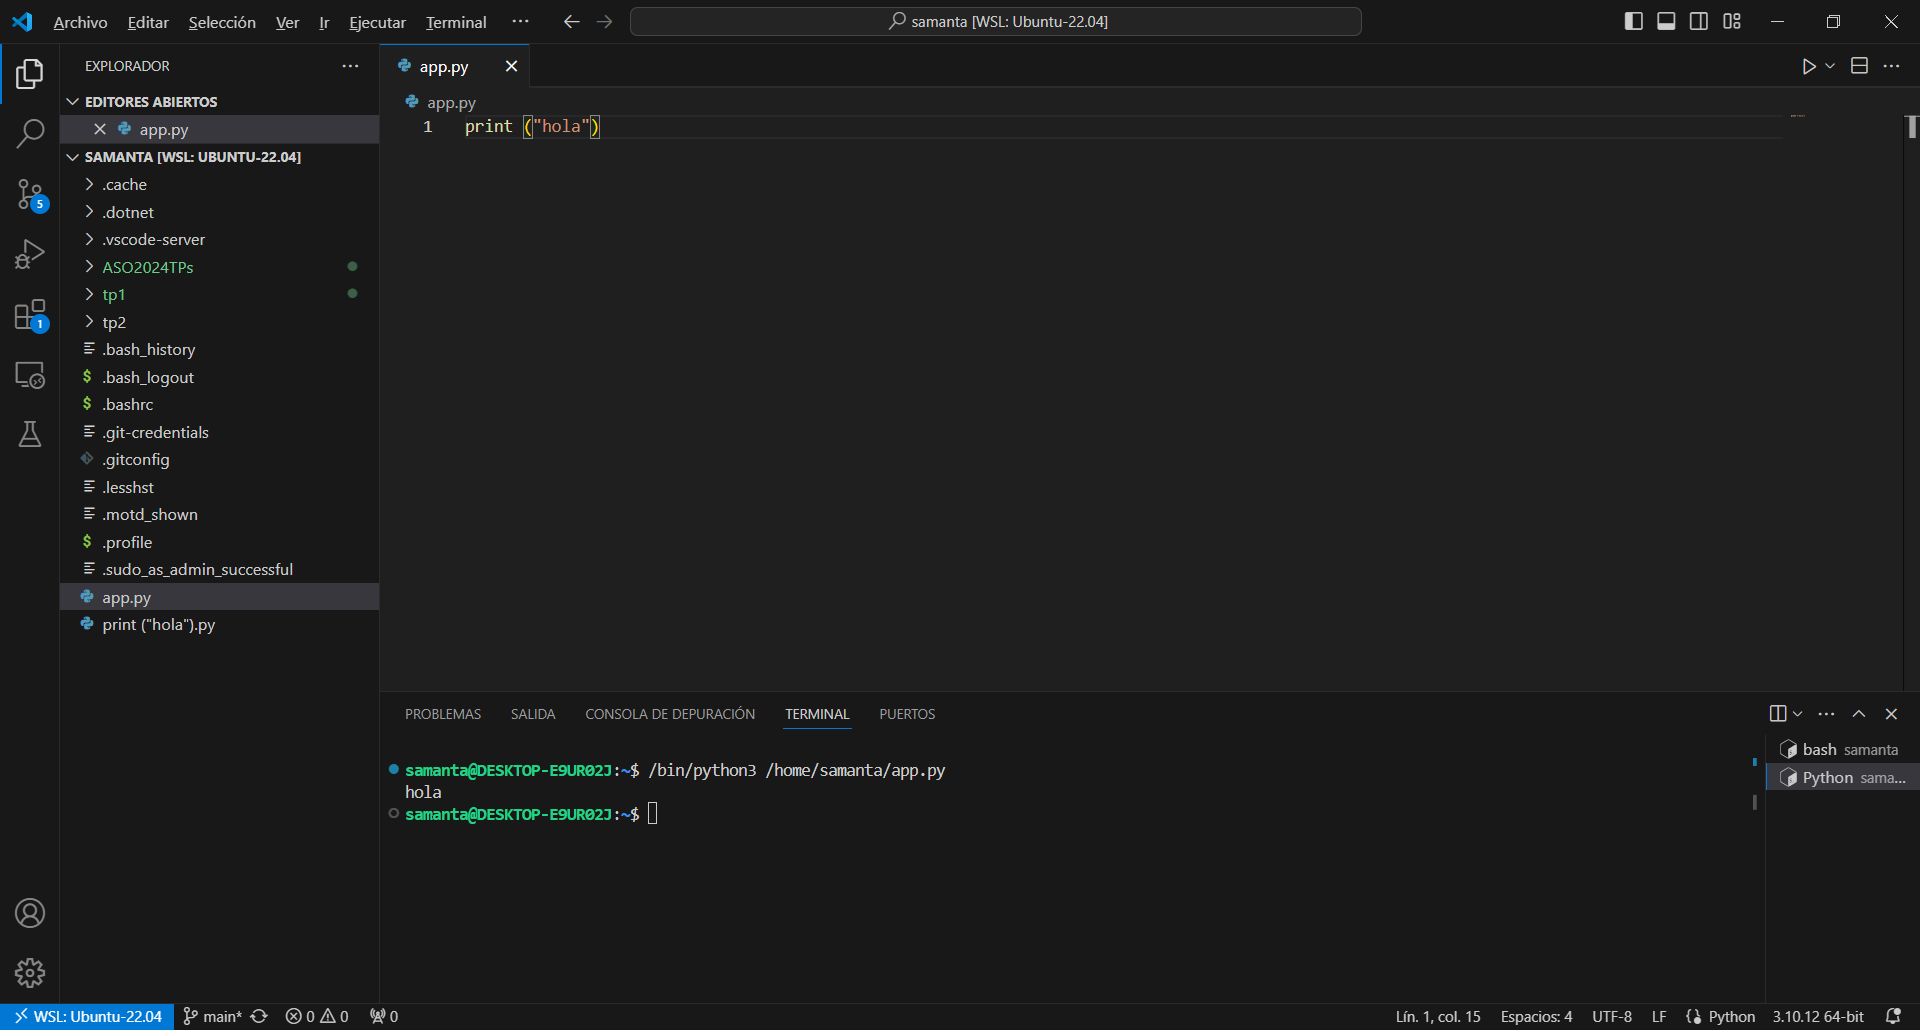 Archivo Editar Selección Ver Ir Ejecutar Terminal ··· samanta [WSL: Ubuntu-22.04]
EXPLORADOR
EDITORES ABIERTOS
app.py
SAMANTA [WSL: UBUNTU-22.04]
.cache
.dotnet
.vscode-server
ASO2024TPs
tp1
tp2
.bash_history
$ .bash_logout
$ .bashrc
.git-credentials
.gitconfig
.lesshst
.motd_shown
$ .profile
.sudo_as_admin_successful
app.py
print ("hola").py
5
1
app.py
app.py
1 print ("hola")
PROBLEMAS SALIDA CONSOLA DE DEPURACIÓN TERMINAL PUERTOS
samanta@DESKTOP-E9UR02J:~$ /bin/python3 /home/samanta/app.py
hola
samanta@DESKTOP-E9UR02J:~$
bash samanta
Python sama...
WSL: Ubuntu-22.04 main* 0 0 0 Lín. 1, col. 15 Espacios: 4 UTF-8 LF Python 3.10.12 64-bit